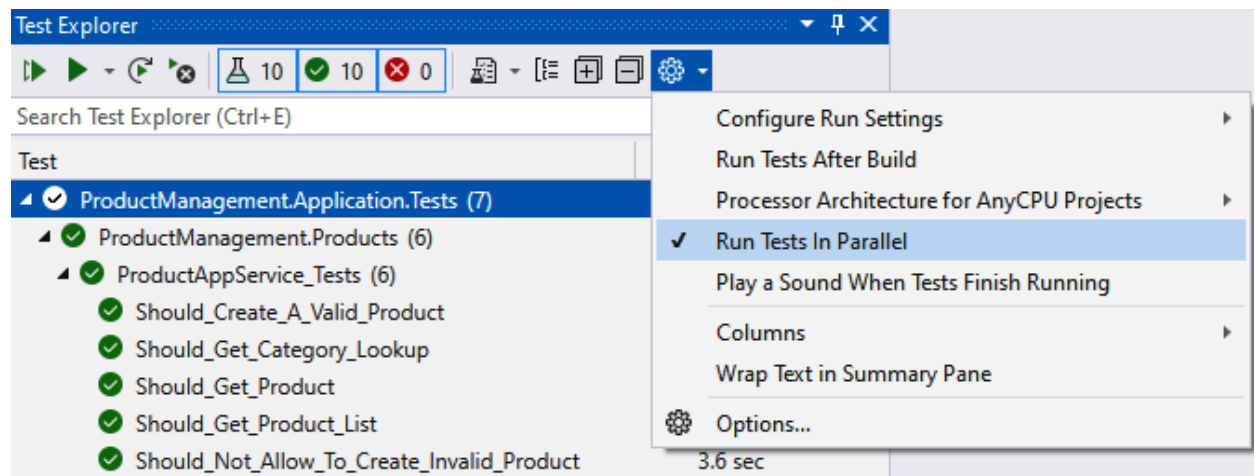 Test Explorer
10 10 0
Search Test Explorer (Ctrl+E)
Test
ProductManagement.Application.Tests (7)
ProductManagement.Products (6)
ProductAppService_Tests (6)
Should_Create_A_Valid_Product
Should_Get_Category_Lookup
Should_Get_Product
Should_Get_Product_List
Should_Not_Allow_To_Create_Invalid_Product 3.6 sec
Configure Run Settings
Run Tests After Build
Processor Architecture for AnyCPU Projects
Run Tests In Parallel
Play a Sound When Tests Finish Running
Columns
Wrap Text in Summary Pane
Options...